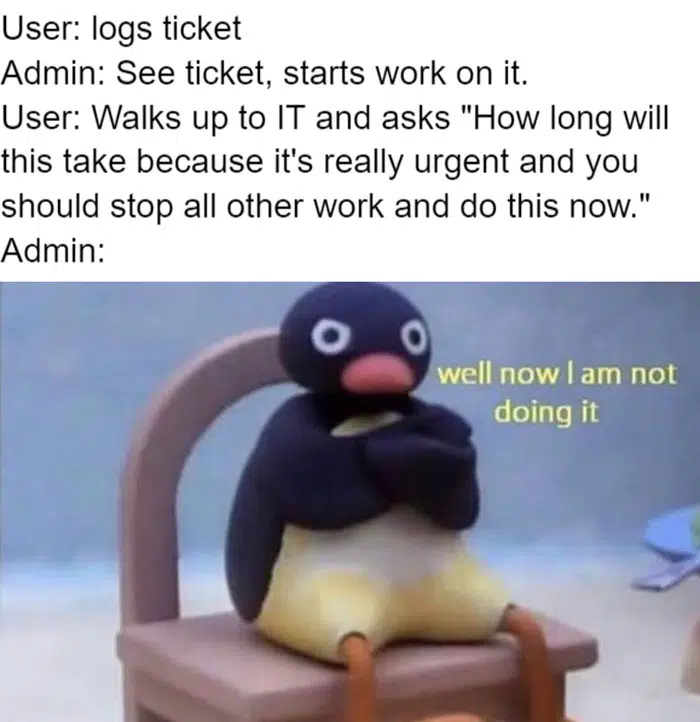 User: logs ticket
Admin: See ticket, starts work on it.
User: Walks up to IT and asks "How long will
this take because it's really urgent and you
should stop all other work and do this now."
Admin:
well now I am not
doing it